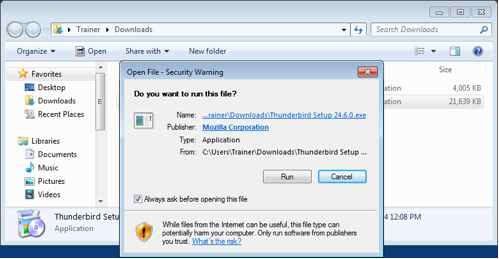 Trainer ▸ Downloads ▸
Search Downloads
Organize ▾ Open Share with ▾ New folder
Favorites
Desktop
Downloads
Recent Places
Libraries
Documents
Music
Pictures
Videos
Size
ation 4,005 KB
ation 21,639 KB
Open File - Security Warning
Do you want to run this file?
Name: ...rainer\Downloads\Thunderbird Setup 24.6.0.exe
Publisher: Mozilla Corporation
Type: Application
From: C:\Users\Trainer\Downloads\Thunderbird Setup ...
Run Cancel
Always ask before opening this file
While files from the Internet can be useful, this file type can
potentially harm your computer. Only run software from publishers
you trust. What's the risk?
Thunderbird Setu
Application
4 12:08 PM